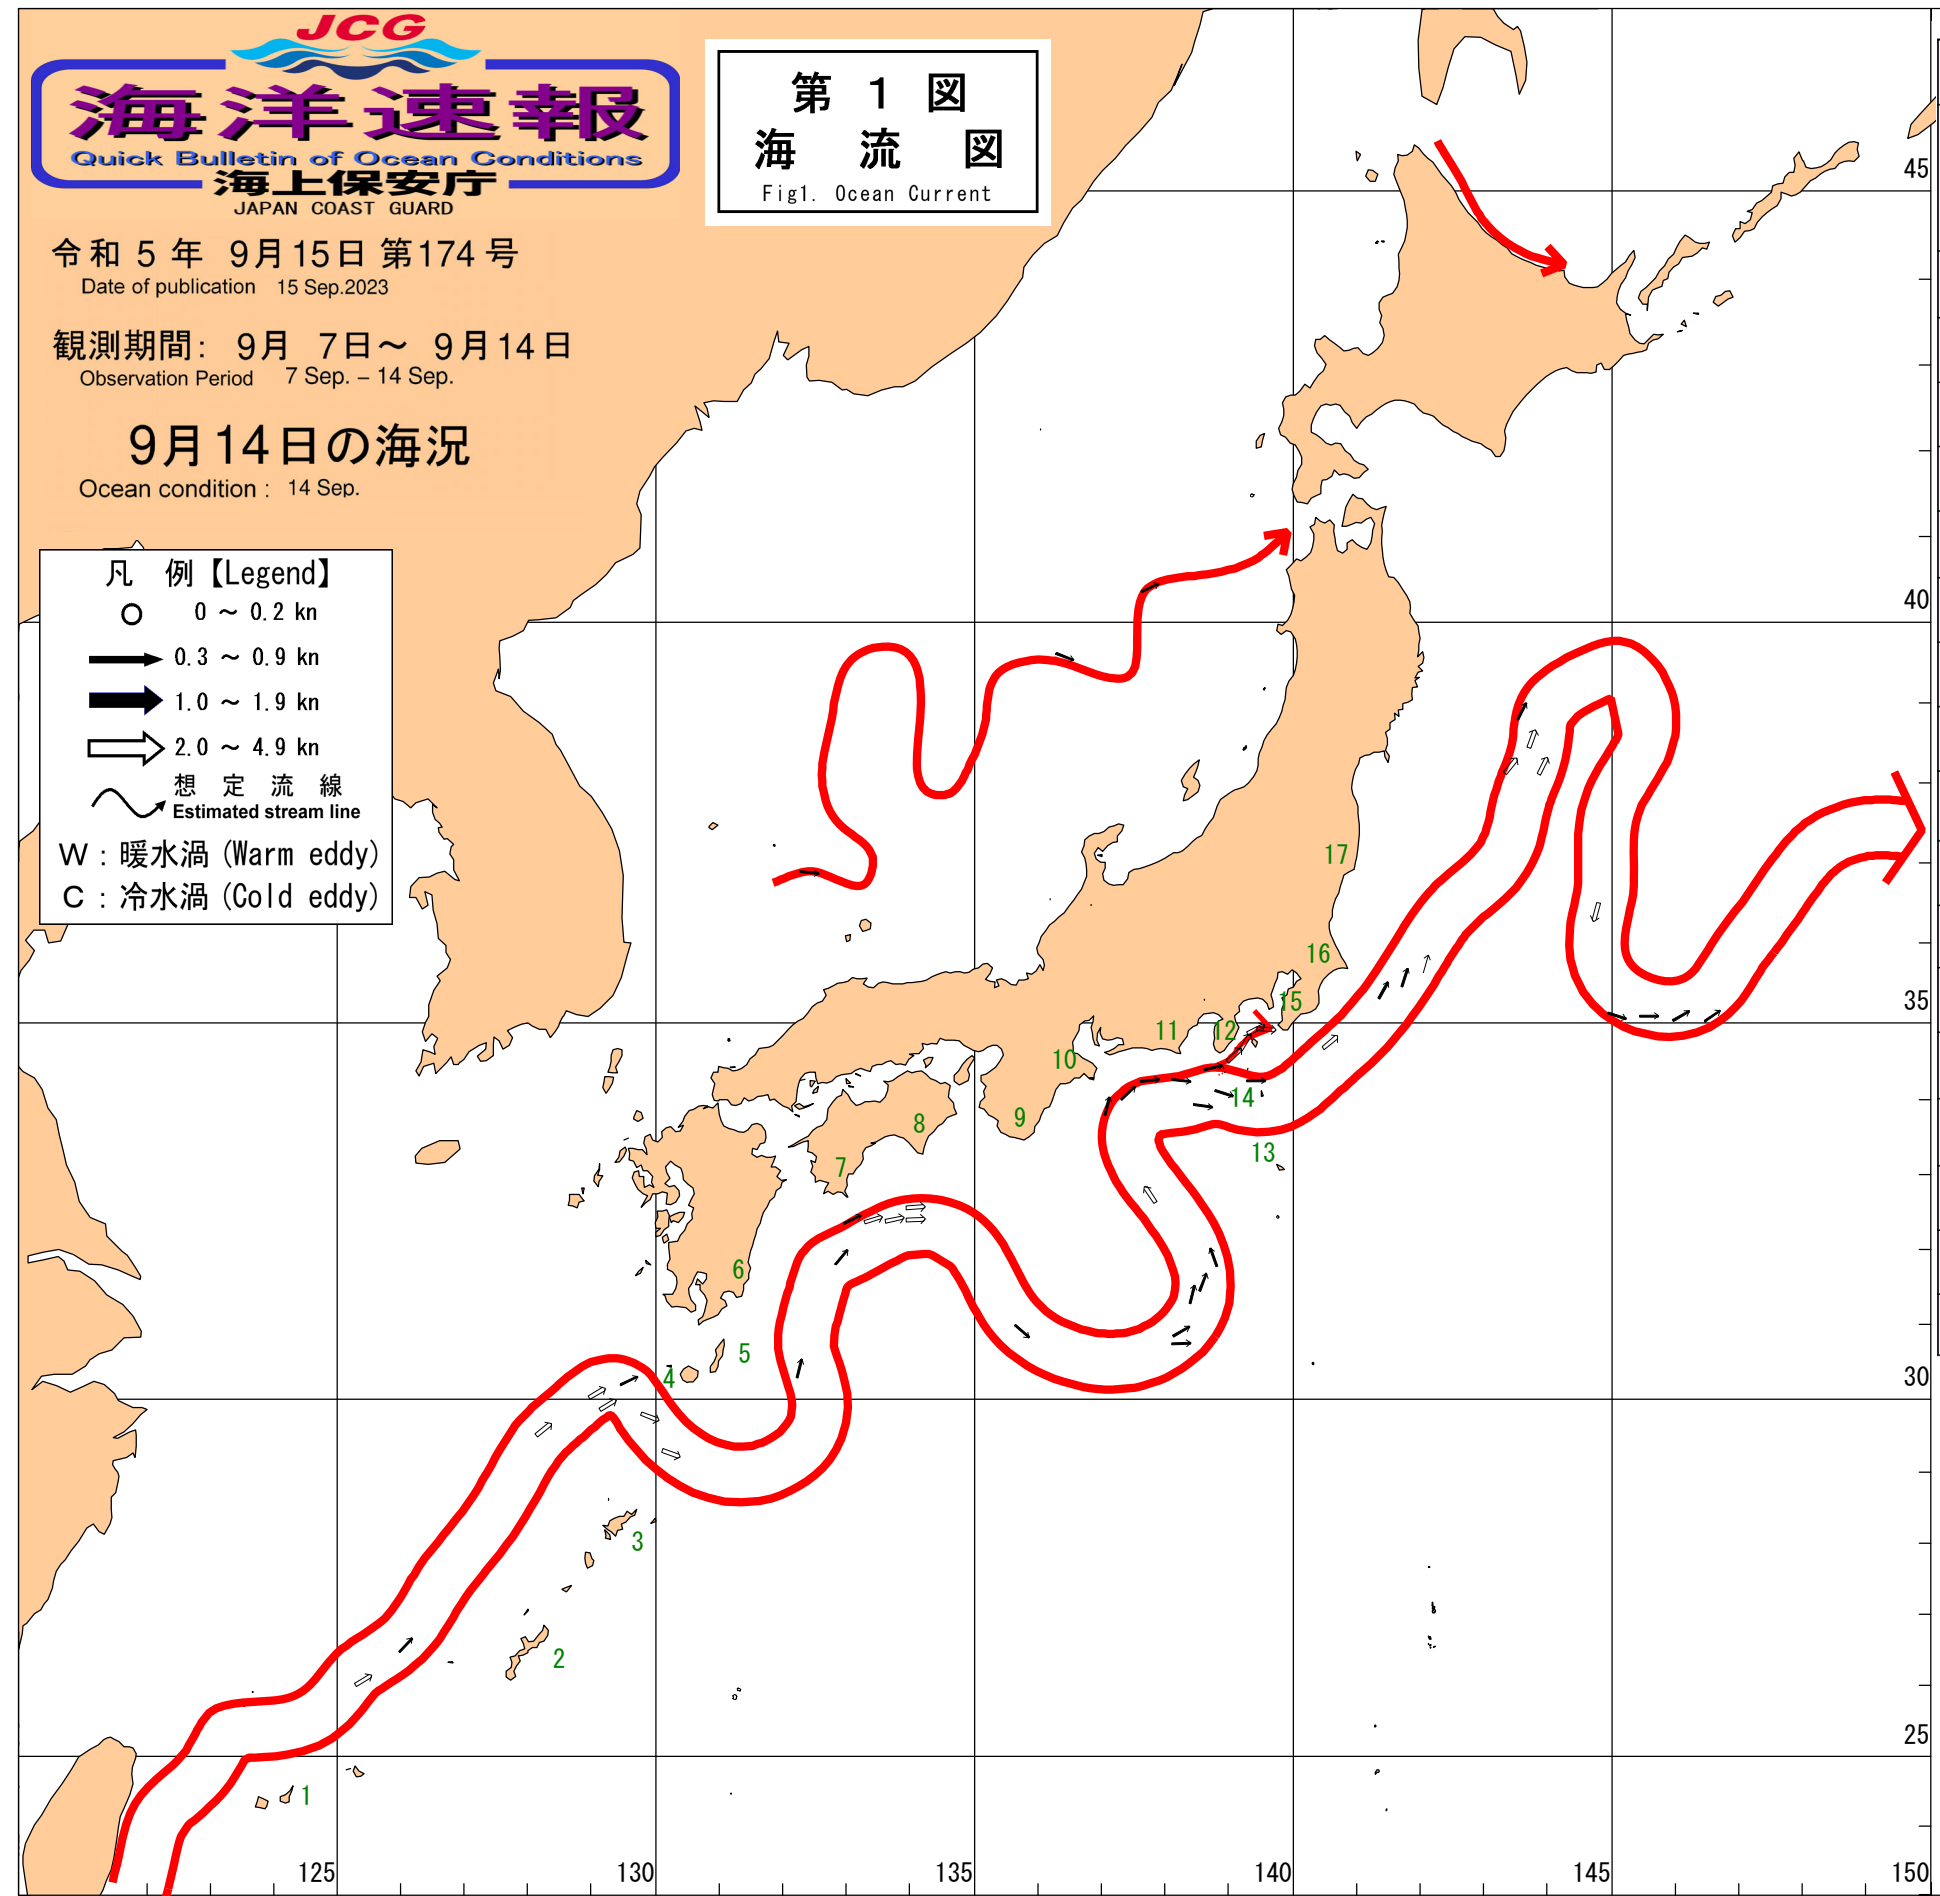 JCG
海洋速報
Quick Bulletin of Ocean Conditions
海上保安庁
JAPAN COAST GUARD
令和 5 年 9月15日 第174号
Date of publication 15 Sep.2023
観測期間: 9月 7日～ 9月14日
Observation Period 7 Sep. – 14 Sep.
9月14日の海況
Ocean condition : 14 Sep.
第 1 図
海 流 図
Fig1. Ocean Current
凡 例【Legend】
0 ～ 0.2 kn
0.3 ～ 0.9 kn
1.0 ～ 1.9 kn
2.0 ～ 4.9 kn
想 定 流 線
Estimated stream line
W : 暖水渦 (Warm eddy)
C : 冷水渦 (Cold eddy)
45
40
17
16
35
15
12
11
10
14
9
8
13
7
6
5
4
30
3
2
25
1
125
130
135
140
145
150